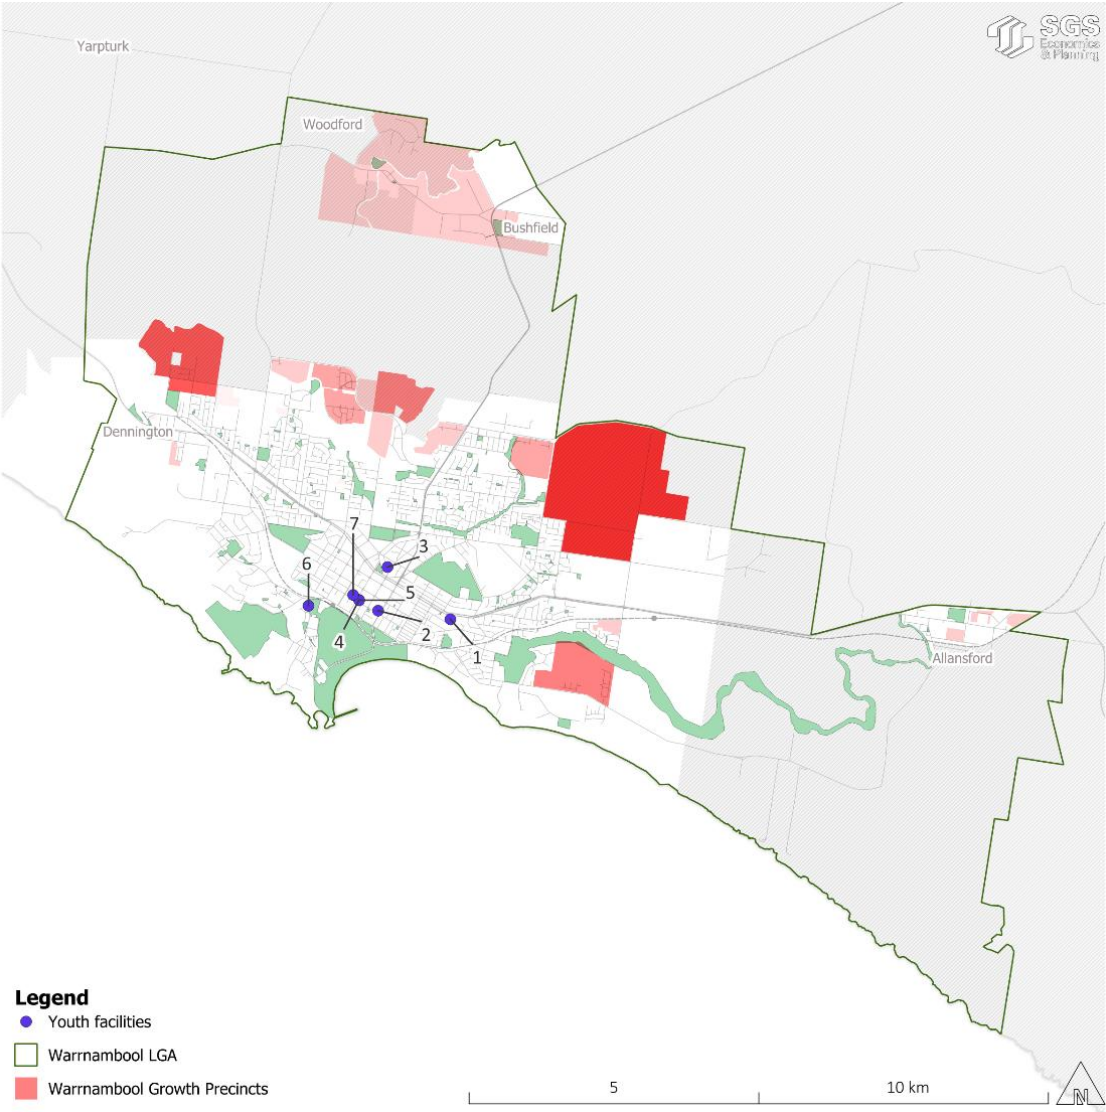 Yarpturk
SGS
Economics
& Planning
Woodford
Bushfield
Dennington
7
3
6
5
4
2
1
Allansford
Legend
Youth facilities
Warrnambool LGA
Warrnambool Growth Precincts
5
10 km
N